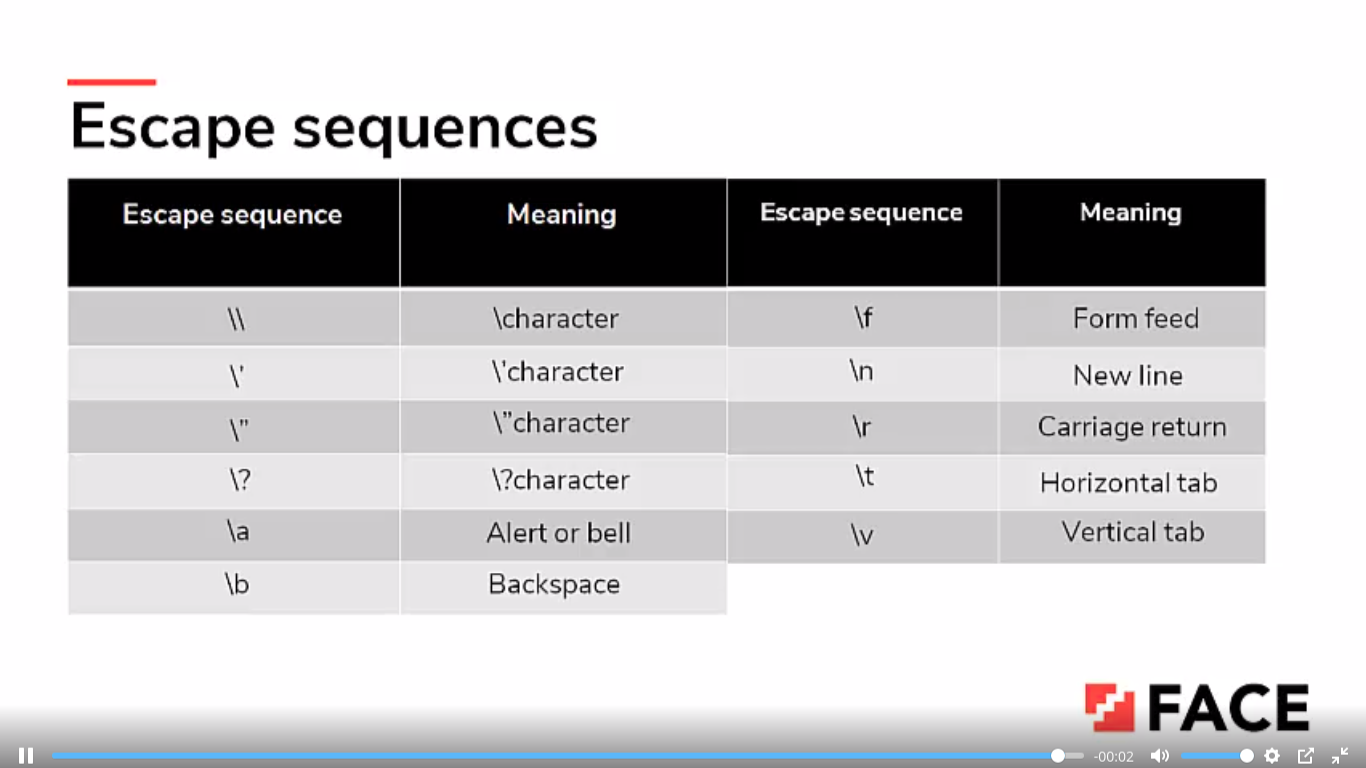 Escape sequences
Escape sequence Meaning Escape sequence Meaning
\\ \character \f Form feed
\' \'character \n New line
\” \”character \r Carriage return
\? \?character \t Horizontal tab
\a Alert or bell \v Vertical tab
\b Backspace
FACE
-00:02